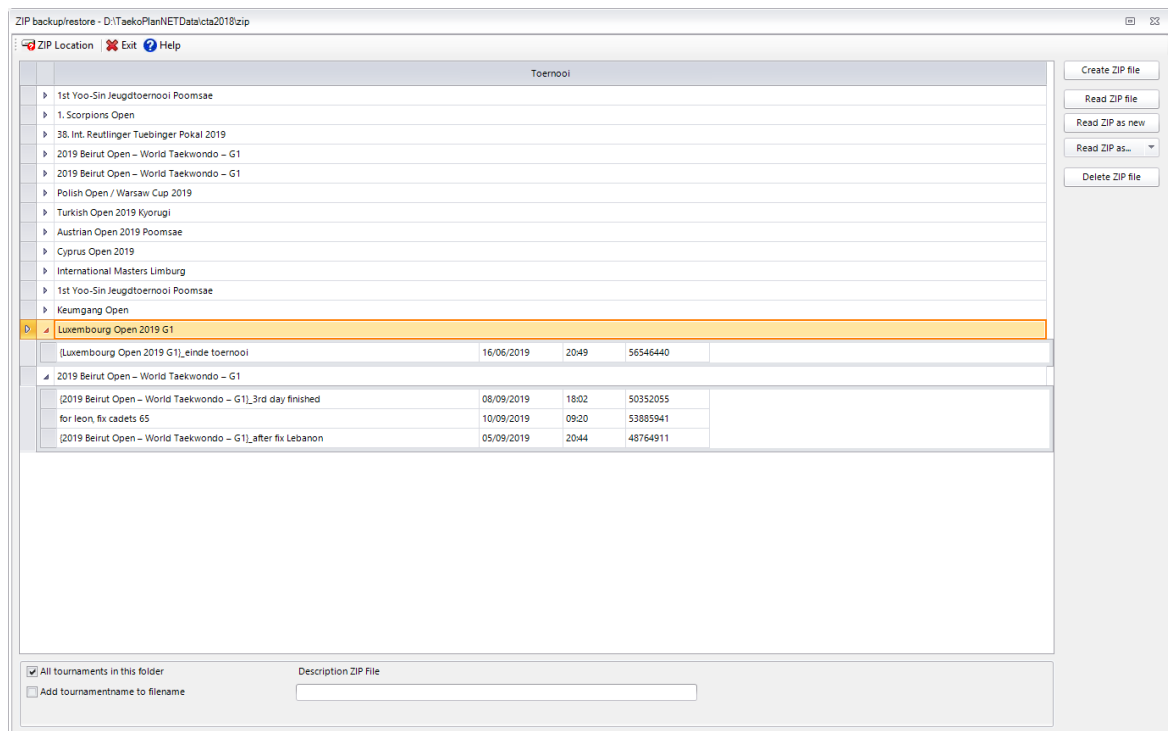 ZIP backup/restore - D:\TaekoPlanNETData\cta2018\zip
ZIP Location Exit Help
Toernooi
Create ZIP file
Read ZIP file
Read ZIP as new
Read ZIP as...
Delete ZIP file
1st Yoo-Sin Jeugdtoernooi Poomsae
1. Scorpions Open
38. Int. Reutlinger Tuebinger Pokal 2019
2019 Beirut Open – World Taekwondo – G1
2019 Beirut Open – World Taekwondo – G1
Polish Open / Warsaw Cup 2019
Turkish Open 2019 Kyorugi
Austrian Open 2019 Poomsae
Cyprus Open 2019
International Masters Limburg
1st Yoo-Sin Jeugdtoernooi Poomsae
Keumgang Open
Luxembourg Open 2019 G1
{Luxembourg Open 2019 G1}_einde toernooi 16/06/2019 20:49 56546440
2019 Beirut Open – World Taekwondo – G1
{2019 Beirut Open – World Taekwondo – G1}_3rd day finished 08/09/2019 18:02 50352055
for leon, fix cadets 65 10/09/2019 09:20 53885941
{2019 Beirut Open – World Taekwondo – G1}_after fix Lebanon 05/09/2019 20:44 48764911
All tournaments in this folder
Description ZIP File
Add tournamentname to filename